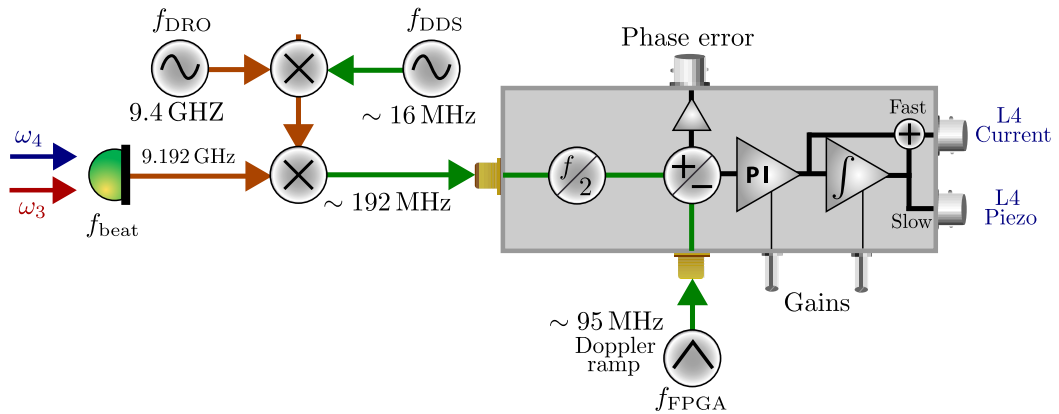 f_DRO
f_DDS
Phase error
9.4 GHZ
∼ 16 MHz
Fast
+
L4
Current
ω₄
9.192 GHz
f/2
+
−
PI
∫
ω₃
∼ 192 MHz
L4
Piezo
f_beat
Slow
Gains
∼ 95 MHz
Doppler
ramp
f_FPGA